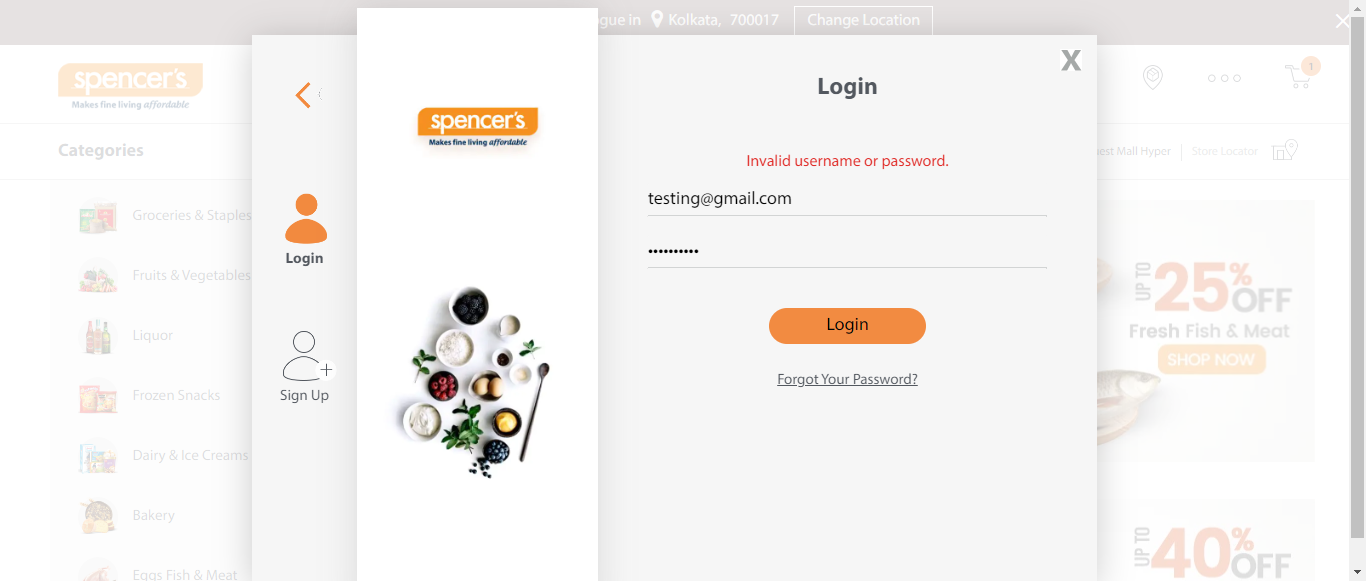 gue in Kolkata, 700017 Change Location
spencer's
Makes fine living affordable
1
Categories
Mall Hyper Store Locator
Groceries & Staples
Fruits & Vegetables
Liquor
Frozen Snacks
Dairy & Ice Creams
Bakery
Eggs Fish & Meat
Login
Sign Up
spencer's
Makes fine living affordable
X
Login
Invalid username or password.
testing@gmail.com
••••••••••
Login
Forgot Your Password?
UP TO 25% OFF
Fresh Fish & Meat
SHOP NOW
UP TO 40% OFF